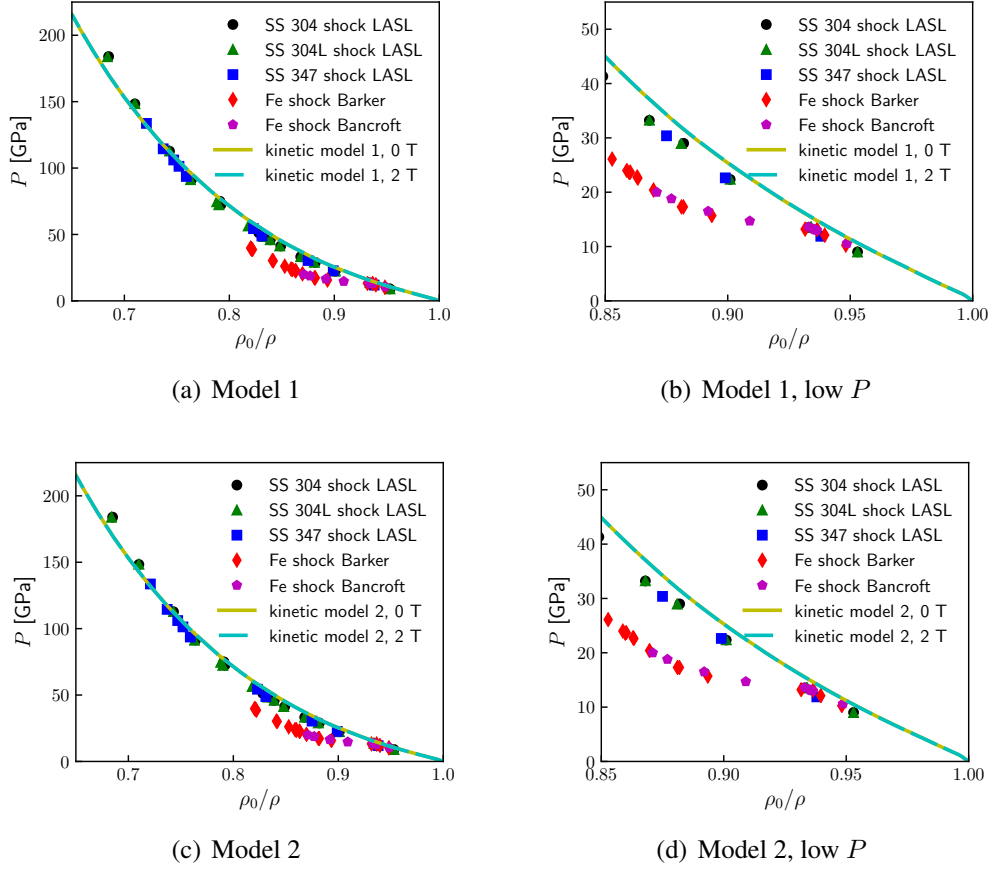 200
150
100
50
0
0.7
0.8
0.9
1.0
P [GPa]
ρ₀/ρ
SS 304 shock LASL
SS 304L shock LASL
SS 347 shock LASL
Fe shock Barker
Fe shock Bancroft
kinetic model 1, 0 T
kinetic model 1, 2 T
(a) Model 1
50
40
30
20
10
0
0.85
0.90
0.95
1.00
P [GPa]
ρ₀/ρ
SS 304 shock LASL
SS 304L shock LASL
SS 347 shock LASL
Fe shock Barker
Fe shock Bancroft
kinetic model 1, 0 T
kinetic model 1, 2 T
(b) Model 1, low P
200
150
100
50
0
0.7
0.8
0.9
1.0
P [GPa]
ρ₀/ρ
SS 304 shock LASL
SS 304L shock LASL
SS 347 shock LASL
Fe shock Barker
Fe shock Bancroft
kinetic model 2, 0 T
kinetic model 2, 2 T
(c) Model 2
50
40
30
20
10
0
0.85
0.90
0.95
1.00
P [GPa]
ρ₀/ρ
SS 304 shock LASL
SS 304L shock LASL
SS 347 shock LASL
Fe shock Barker
Fe shock Bancroft
kinetic model 2, 0 T
kinetic model 2, 2 T
(d) Model 2, low P